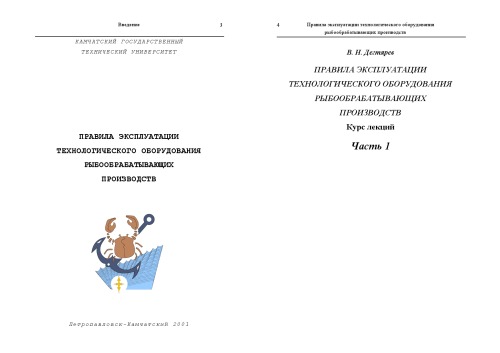 Введение 3
КАМЧАТСКИЙ ГОСУДАРСТВЕННЫЙ
ТЕХНИЧЕСКИЙ УНИВЕРСИТЕТ
ПРАВИЛА ЭКСПЛУАТАЦИИ
ТЕХНОЛОГИЧЕСКОГО ОБОРУДОВАНИЯ
РЫБООБРАБАТЫВАЮЩИХ
ПРОИЗВОДСТВ
Петропавловск-Камчатский 2001
4 Правила эксплуатации технологического оборудования
рыбообрабатывающих производств
В. Н. Дегтярев
ПРАВИЛА ЭКСПЛУАТАЦИИ
ТЕХНОЛОГИЧЕСКОГО ОБОРУДОВАНИЯ
РЫБООБРАБАТЫВАЮЩИХ
ПРОИЗВОДСТВ
Курс лекций
Часть 1